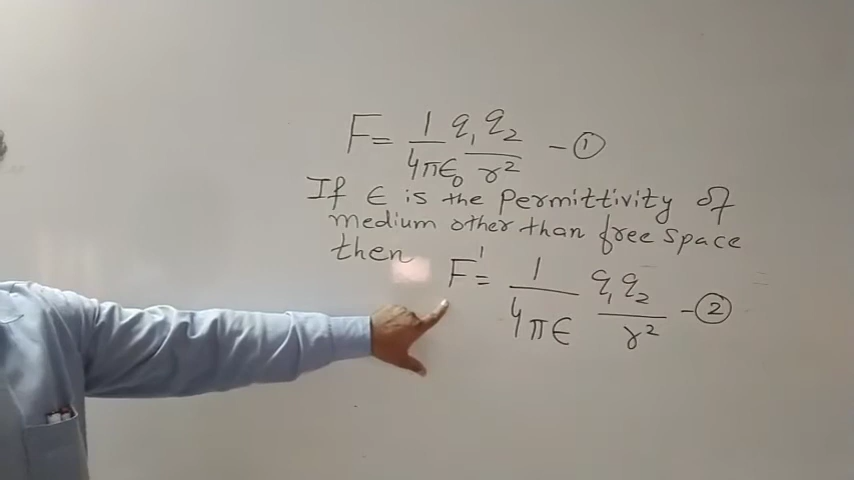 F = 1/4πϵ₀ q₁q₂/r² – ①
If ϵ is the permittivity of
medium other than free space
then F' = 1/4πϵ q₁q₂/r² – ②